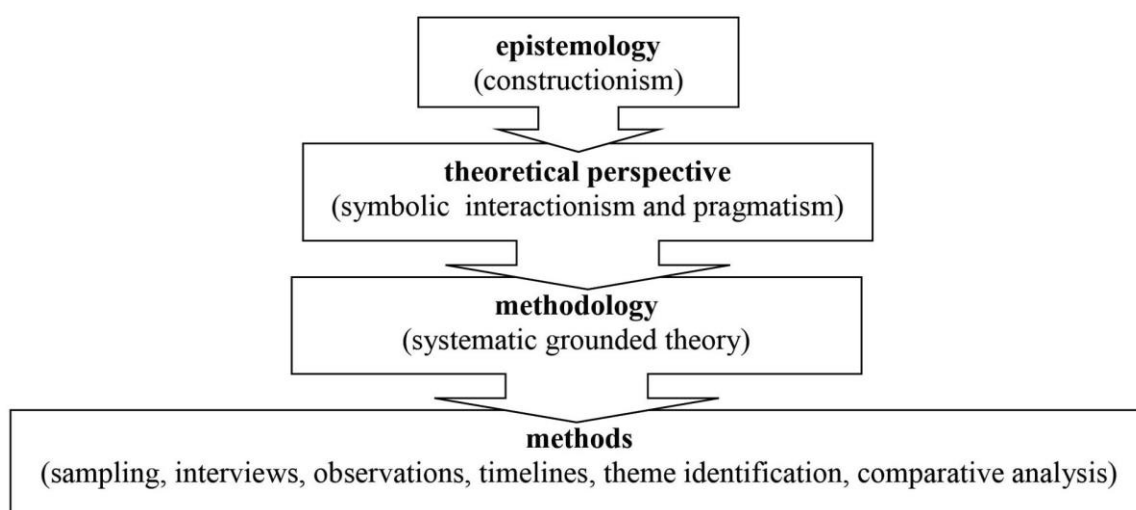 epistemology
(constructionism)
theoretical perspective
(symbolic interactionism and pragmatism)
methodology
(systematic grounded theory)
methods
(sampling, interviews, observations, timelines, theme identification, comparative analysis)